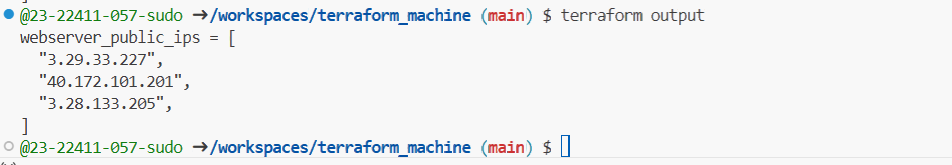 @23-22411-057-sudo ➜/workspaces/terraform_machine (main) $ terraform output
webserver_public_ips = [
  "3.29.33.227",
  "40.172.101.201",
  "3.28.133.205",
]
@23-22411-057-sudo ➜/workspaces/terraform_machine (main) $